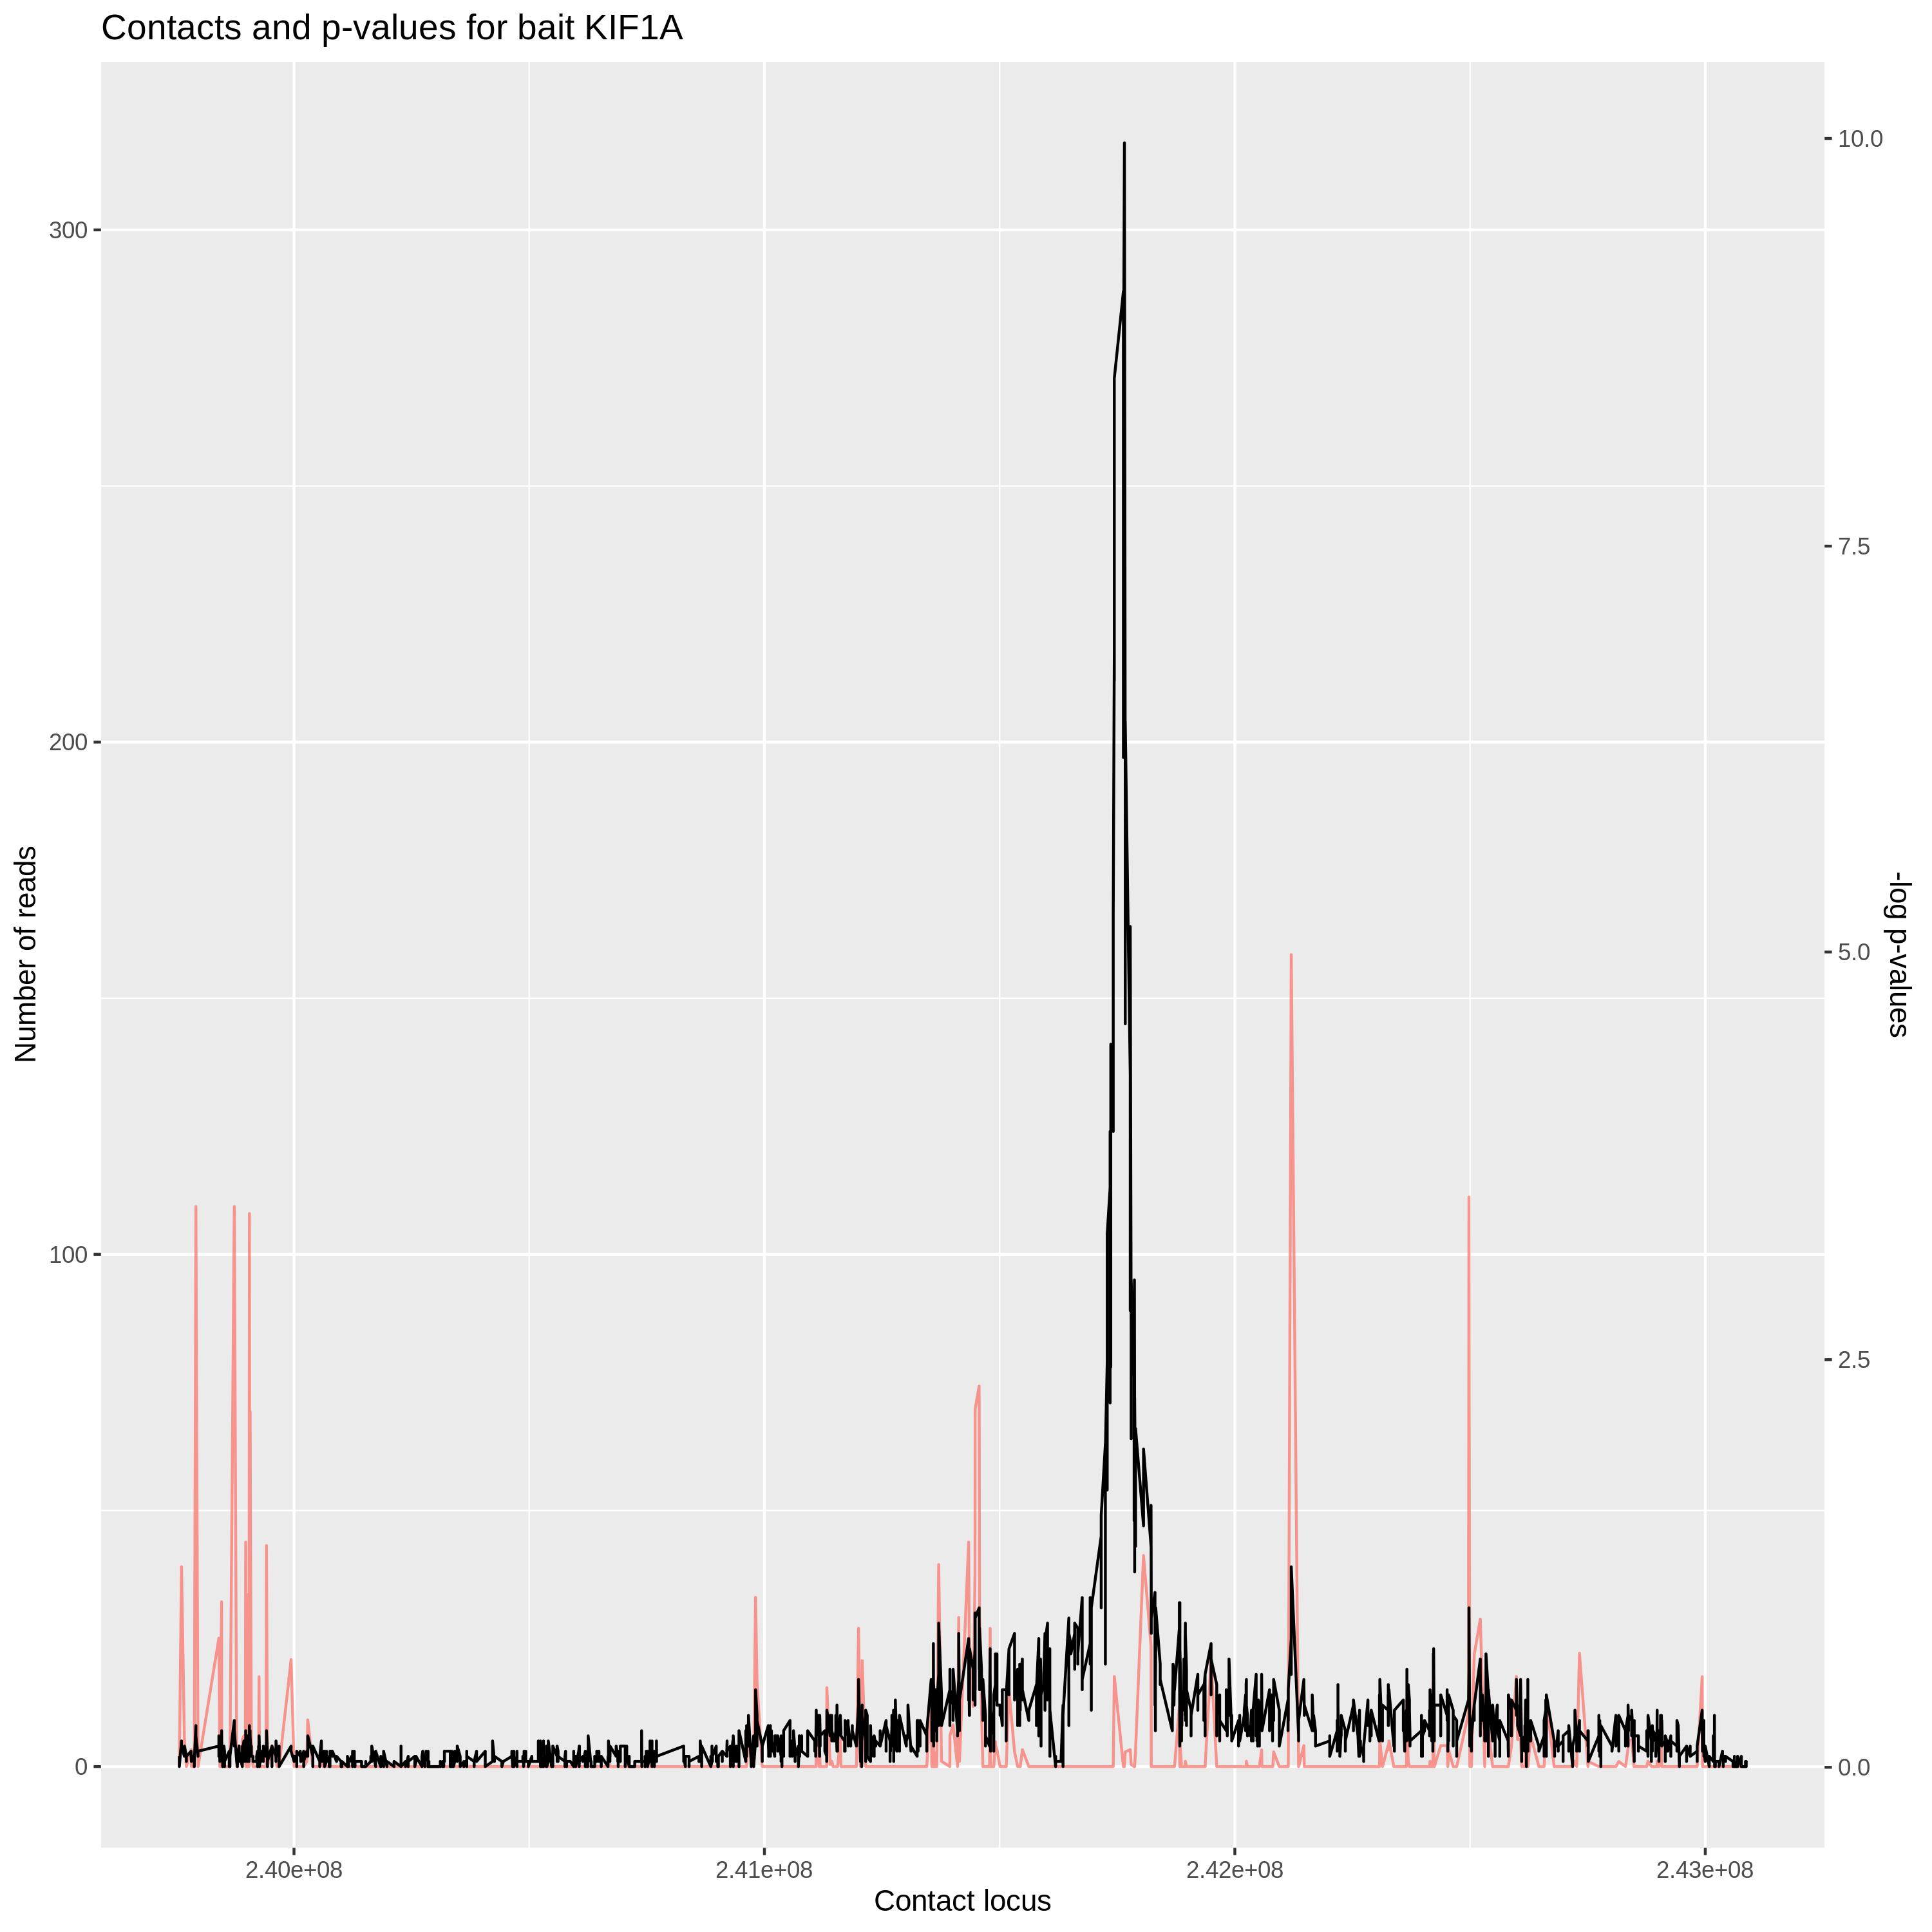 Contacts and p-values for bait KIF1A
300
200
100
0
10.0
7.5
5.0
2.5
0.0
Number of reads
-log p-values
2.40e+08 2.41e+08 2.42e+08 2.43e+08
Contact locus